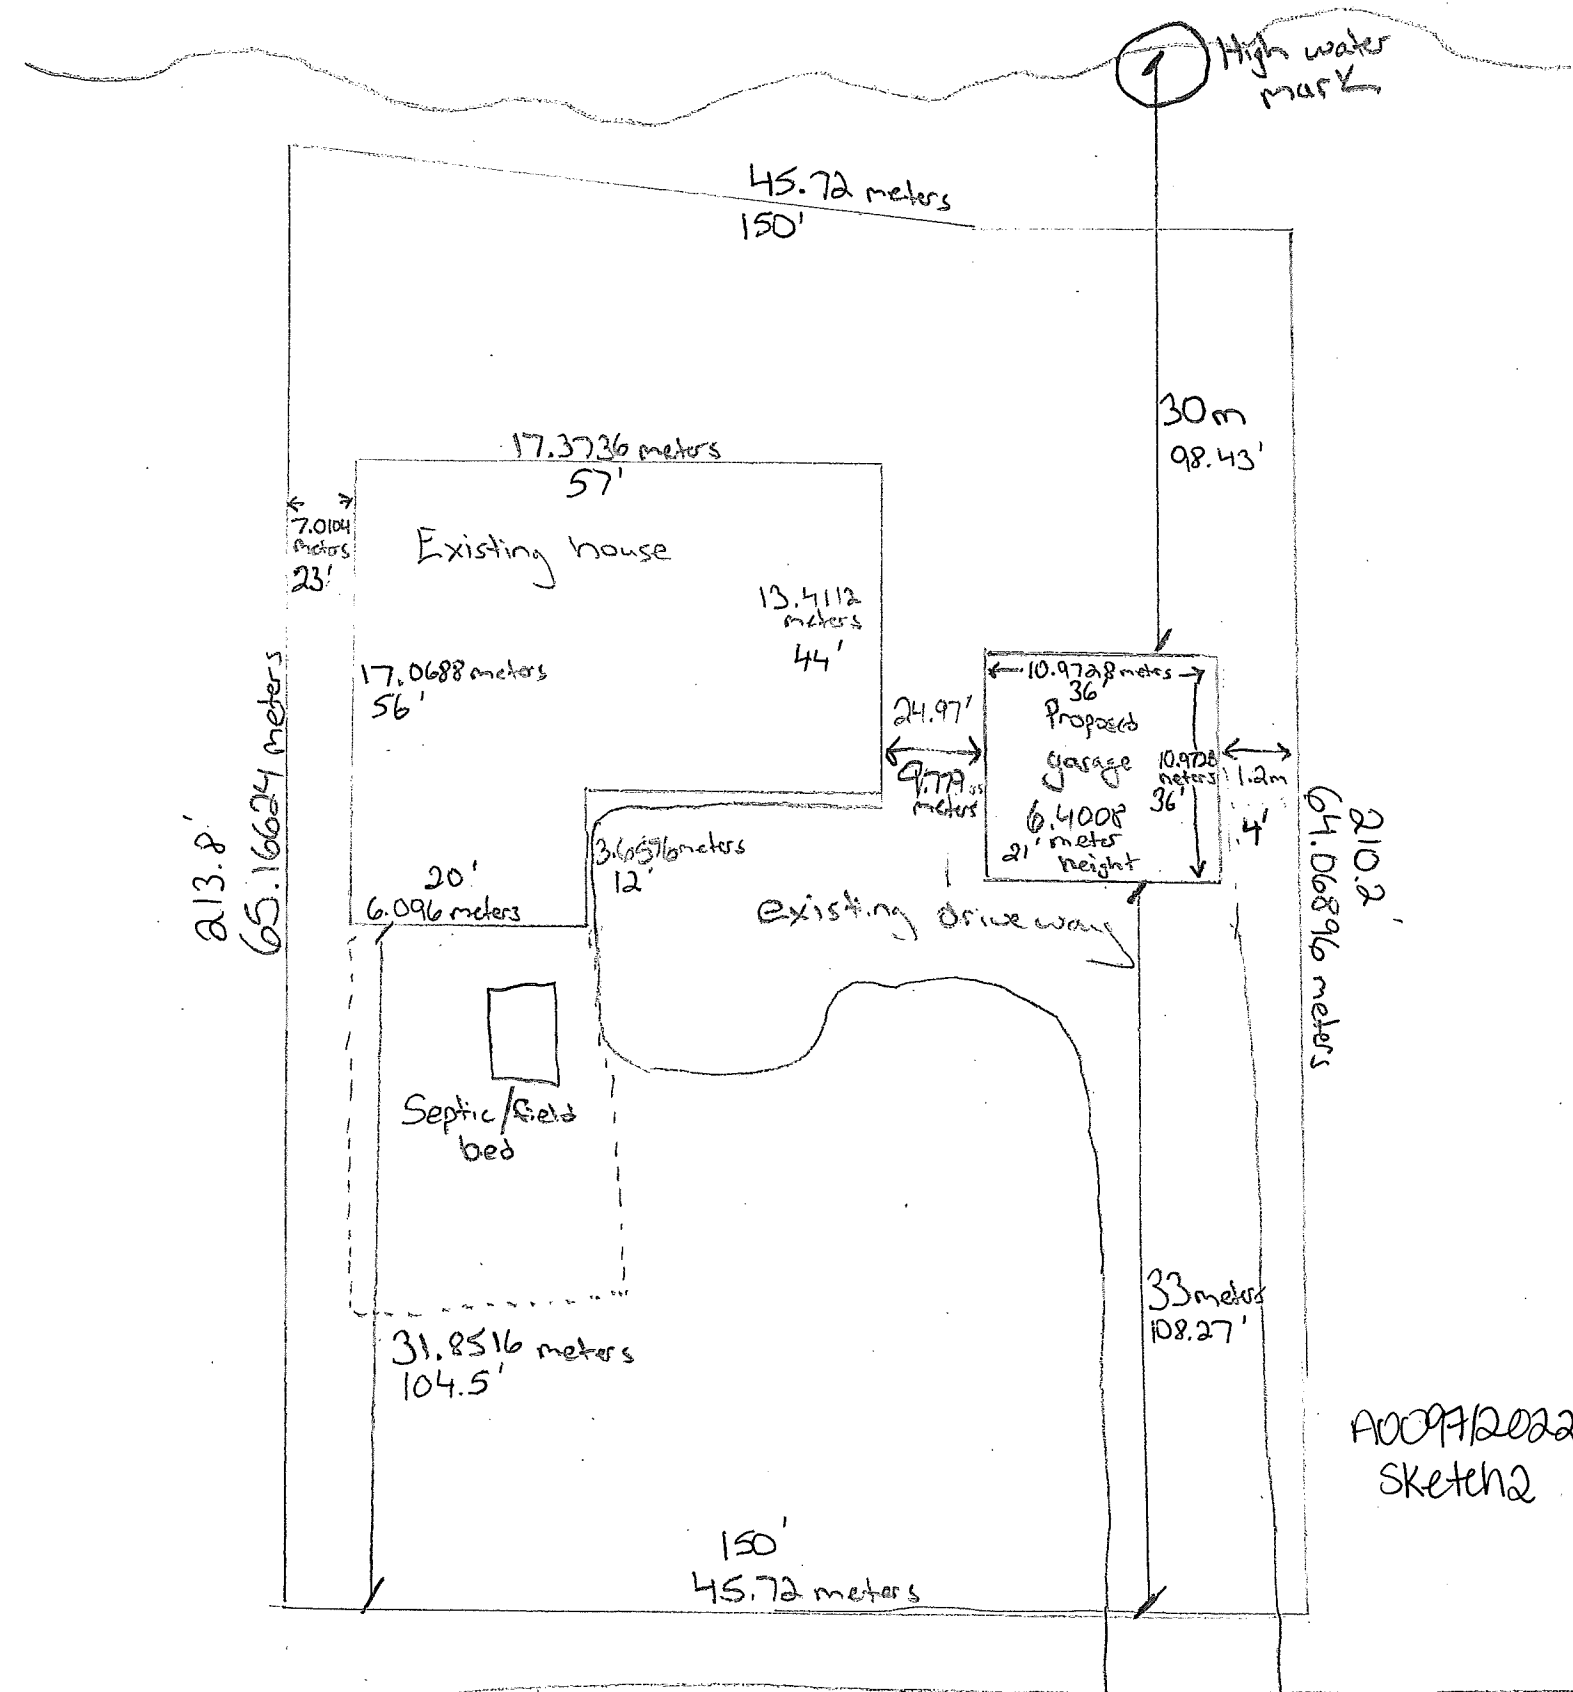 High water
mark
45.72 meters
150'
30m
98.43'
17.3736 meters
57'
7.0104
meters
23'
Existing house
13.4112
meters
44'
17.0688 meters
56'
213.8'
65.16624 meters
24.97'
meters
10.9728 meters
36'
Proposed
garage
10.9728
meters
36'
6.4008
21' meter
height
1.2m
4'
210.2'
64.06896 meters
3.6576 meters
12'
20'
6.096 meters
existing driveway
Septic/field
bed
31.8516 meters
104.5'
33 meters
108.27'
A0097/2022
Sketch2
150'
45.72 meters